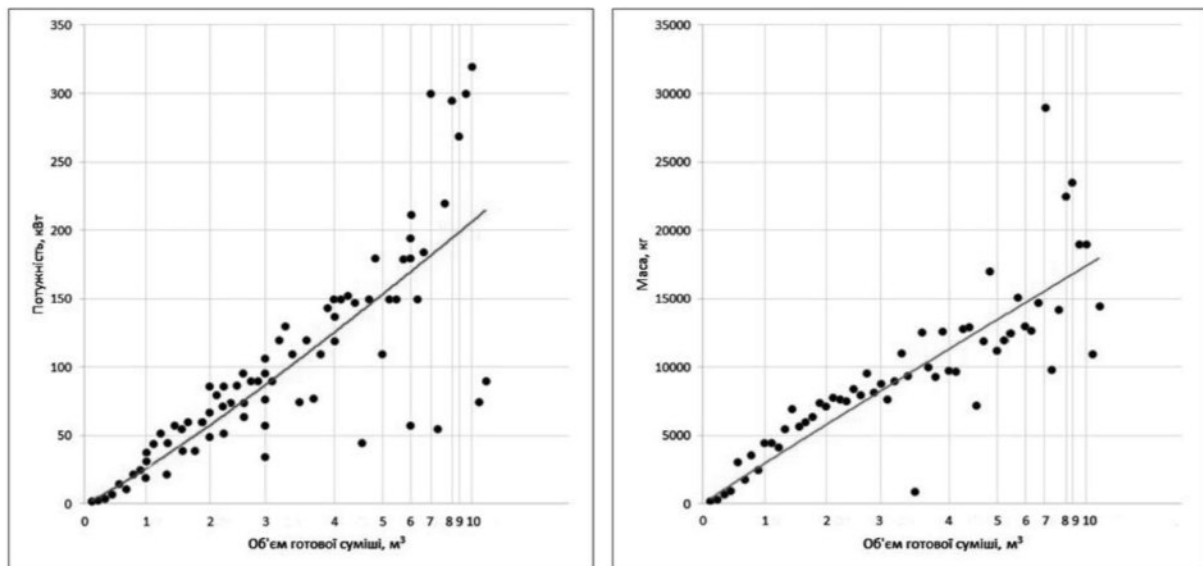 350
300
250
200
150
100
50
0
Потужність, кВт
0 1 2 3 4 5 6 7 8 9 10
Об'єм готової суміші, м³
35000
30000
25000
20000
15000
10000
5000
0
Маса, кг
0 1 2 3 4 5 6 7 8 9 10
Об'єм готової суміші, м³